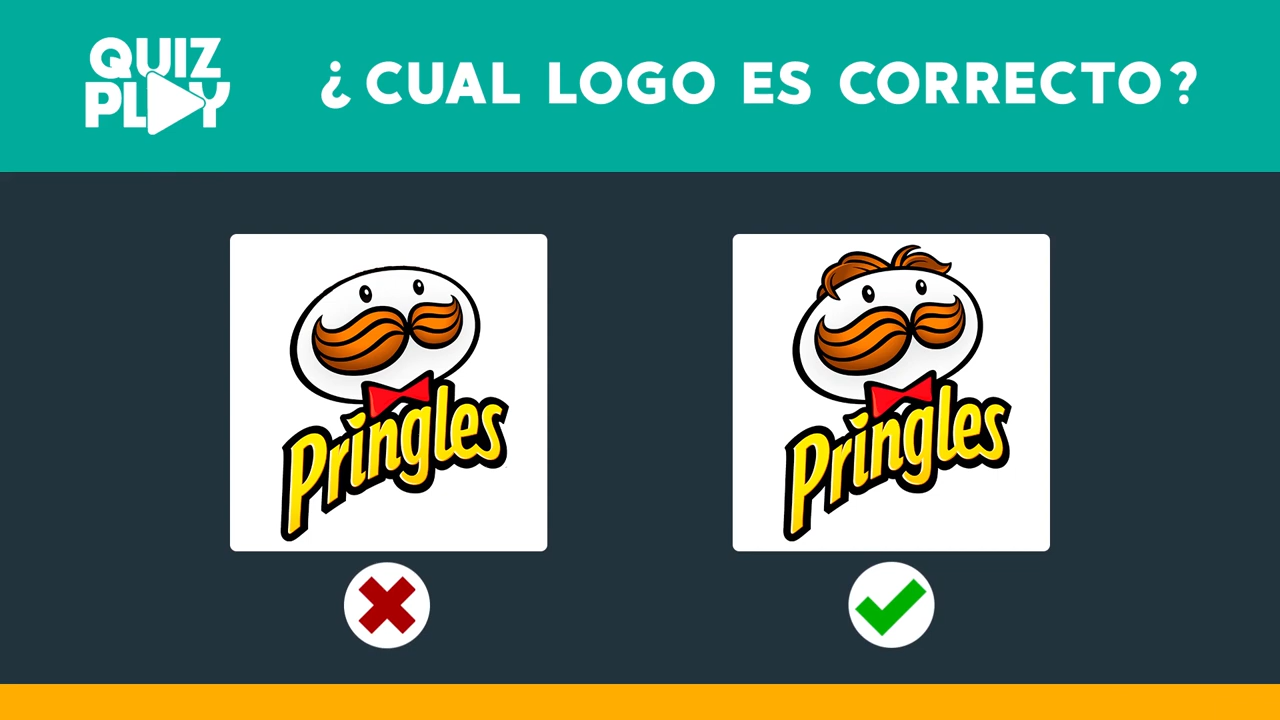 QUIZ
PLAY
¿CUAL LOGO ES CORRECTO?
Pringles
Pringles